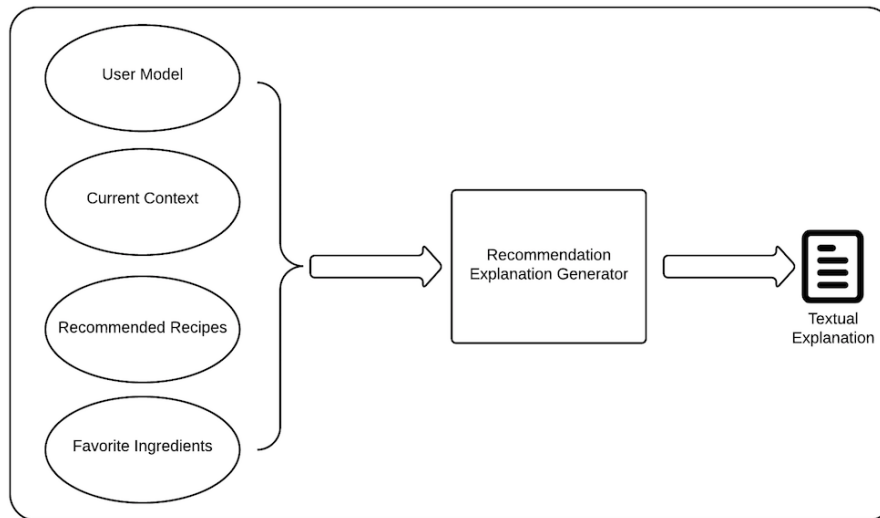 User Model
Current Context
Recommended Recipes
Favorite Ingredients
Recommendation
Explanation Generator
Textual
Explanation